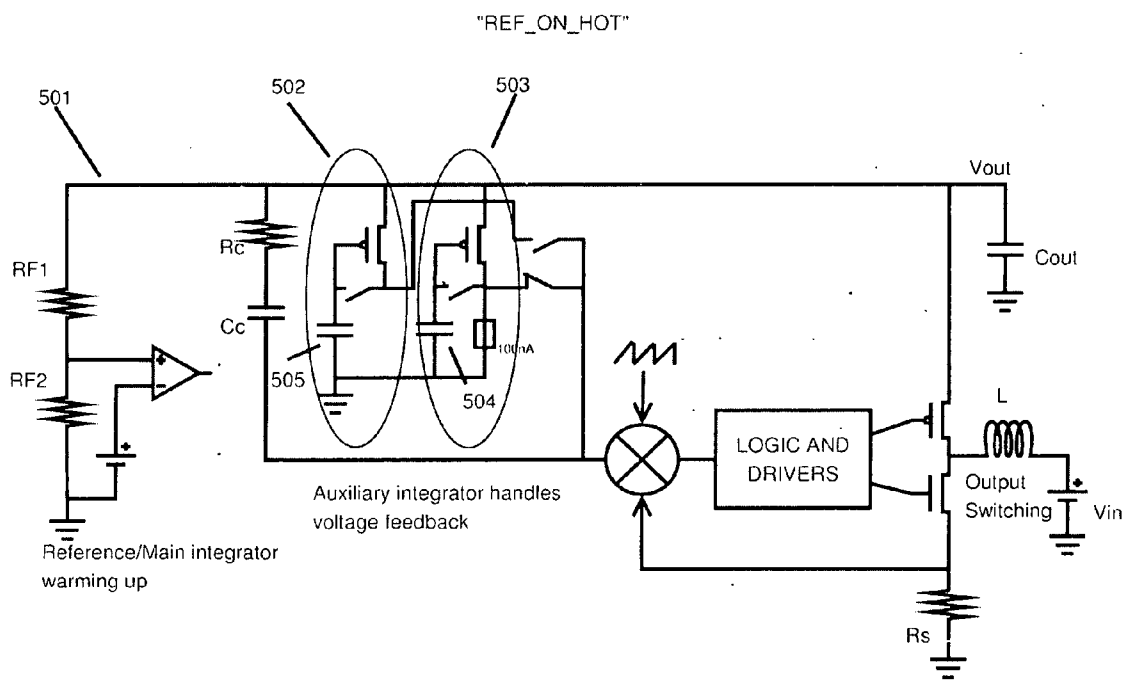 "REF_ON_HOT"
501
502
503
Vout
Rc
Cout
RF1
Cc
100nA
RF2
505
504
L
LOGIC AND
DRIVERS
Auxiliary integrator handles
voltage feedback
Output
Switching
Vin
Reference/Main integrator
warming up
Rs